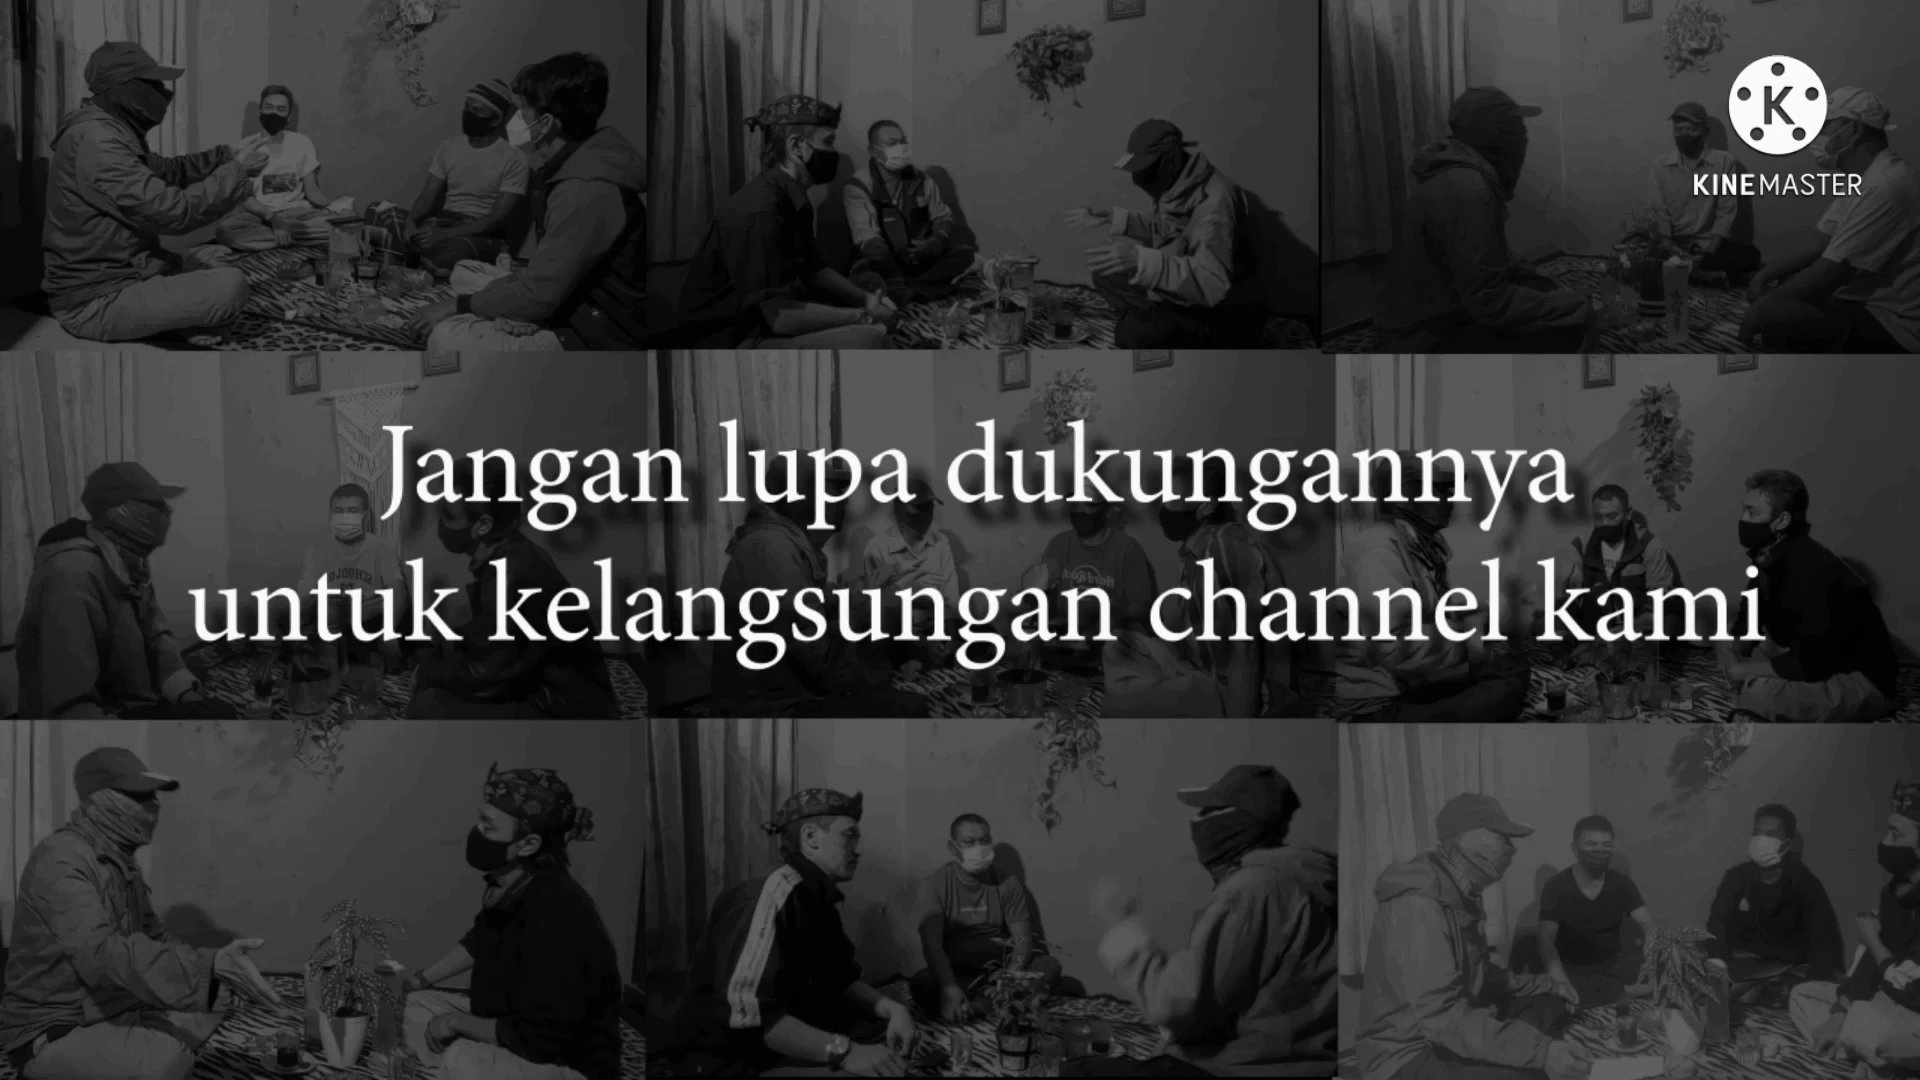 K
KINEMASTER
Jangan lupa dukungannya
untuk kelangsungan channel kami